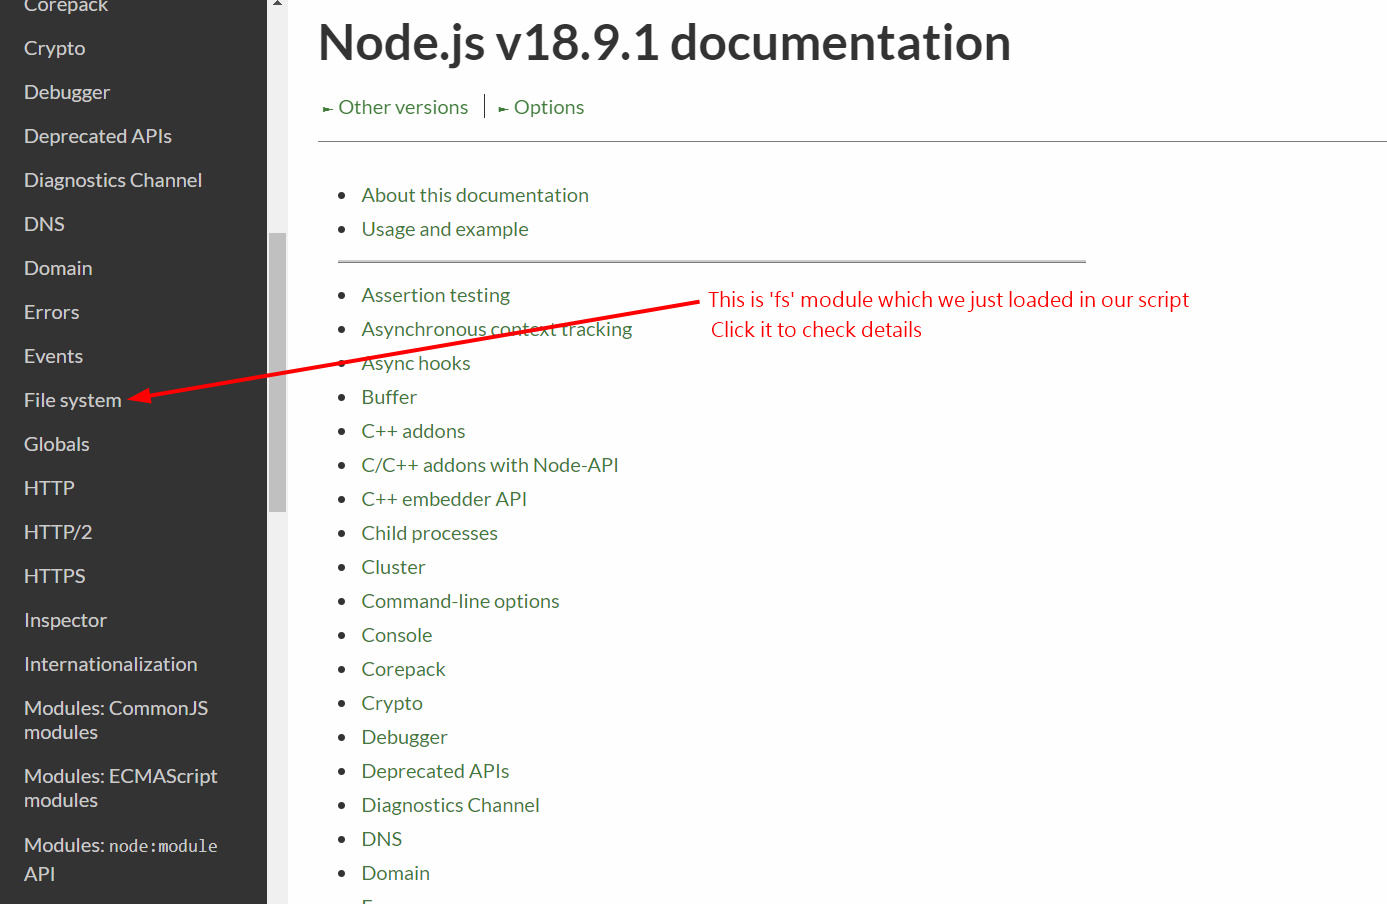 Corepack
Crypto
Debugger
Deprecated APIs
Diagnostics Channel
DNS
Domain
Errors
Events
File system
Globals
HTTP
HTTP/2
HTTPS
Inspector
Internationalization
Modules: CommonJS
modules
Modules: ECMAScript
modules
Modules: node:module
API
Node.js v18.9.1 documentation
► Other versions | ► Options
• About this documentation
• Usage and example
• Assertion testing
• Asynchronous context tracking
• Async hooks
• Buffer
• C++ addons
• C/C++ addons with Node-API
• C++ embedder API
• Child processes
• Cluster
• Command-line options
• Console
• Corepack
• Crypto
• Debugger
• Deprecated APIs
• Diagnostics Channel
• DNS
• Domain
This is 'fs' module which we just loaded in our script
Click it to check details